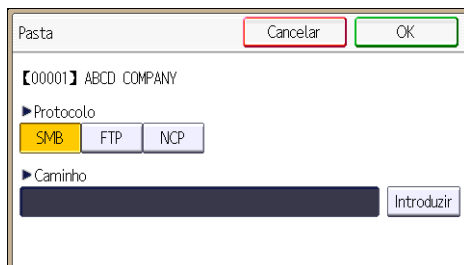 Pasta Cancelar OK
【00001】 ABCD COMPANY
►Protocolo
SMB FTP NCP
►Caminho
Introduzir